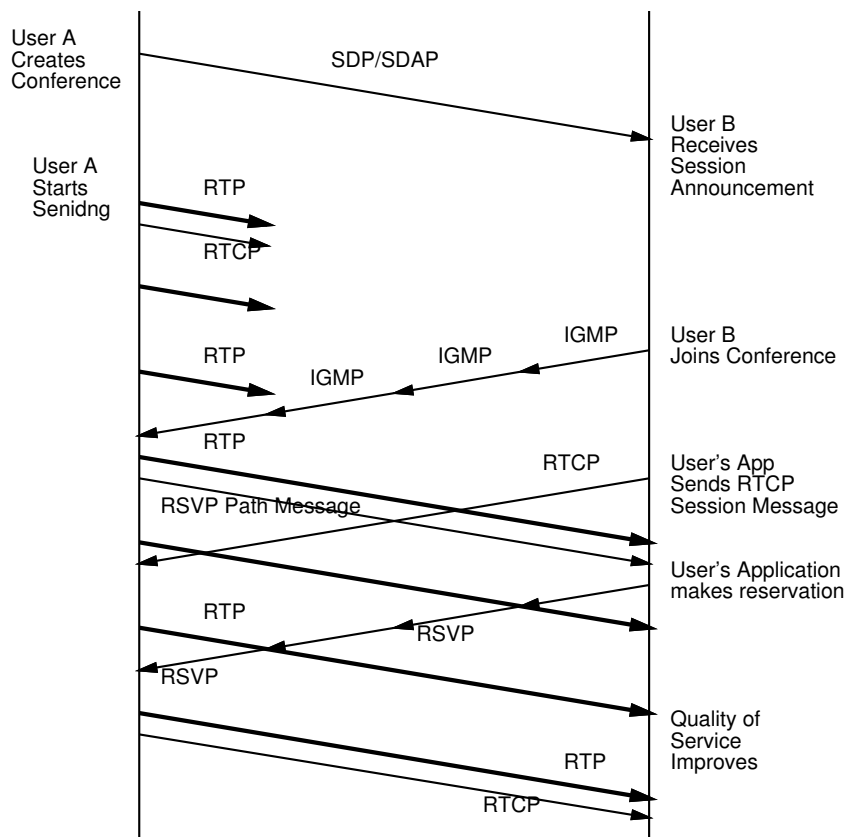 User A
Creates
Conference
SDP/SDAP
User B
Receives
Session
Announcement
User A
Starts
Senidng
RTP
RTCP
IGMP
User B
Joins Conference
IGMP
RTP
IGMP
RTP
RTCP
User's App
Sends RTCP
Session Message
RSVP Path Message
User's Application
makes reservation
RTP
RSVP
RSVP
Quality of
Service
Improves
RTP
RTCP